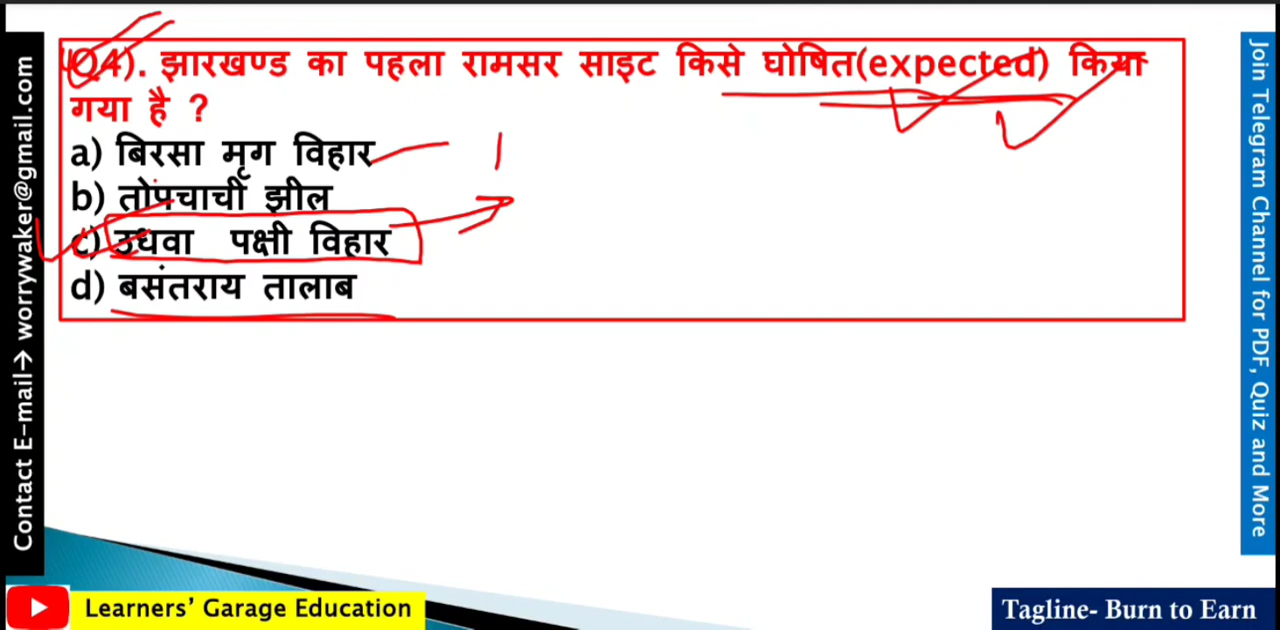 Q4). झारखण्ड का पहला रामसर साइट किसे घोषित(expected) किया
गया है ?
a) बिरसा मृग विहार
b) तोपचाची झील
c) उधवा पक्षी विहार
d) बसंतराय तालाब
Contact E-mail→ worrywaker@gmail.com
Join Telegram Channel for PDF, Quiz and More
Learners’ Garage Education
Tagline- Burn to Earn